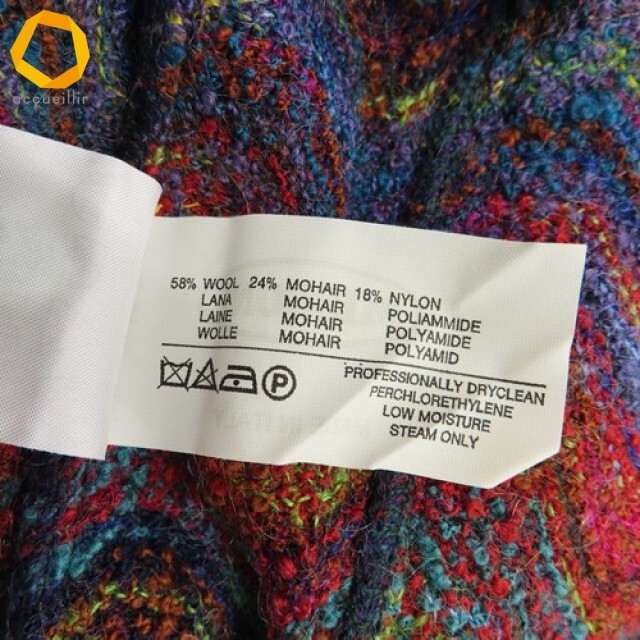 accueillir
58% WOOL 24% MOHAIR 18% NYLON
LANA MOHAIR POLIAMMIDE
LAINE MOHAIR POLYAMIDE
WOLLE MOHAIR POLYAMID
P
PROFESSIONALLY DRYCLEAN
PERCHLORETHYLENE
LOW MOISTURE
STEAM ONLY